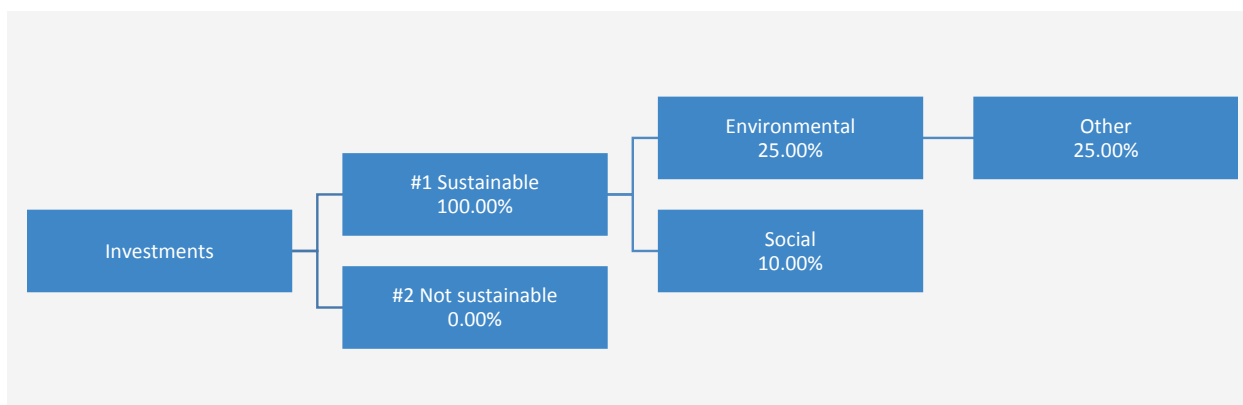 Investments
#1 Sustainable
100.00%
#2 Not sustainable
0.00%
Environmental
25.00%
Social
10.00%
Other
25.00%